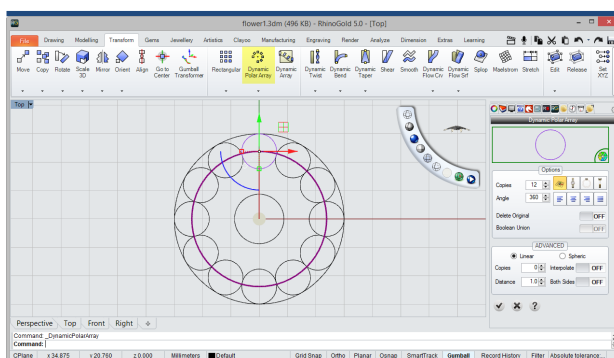 flower1.3dm (496 KB) - RhinoGold 5.0 - [Top]
File Drawing Modelling Transform Gems Jewellery Artistics Clayoo Manufacturing Engraving Render Analyze Dimension Extras Learning
Move Copy Rotate Scale 3D Mirror Orient Align Go to Center Gumball Transformer Rectangular Dynamic Polar Array Dynamic Array Dynamic Twist Dynamic Bend Dynamic Taper Shear Smooth Dynamic Flow Crv Dynamic Flow Srf Splop Maelstrom Stretch Edit Release Set XYZ
Top
Dynamic Polar Array
Options
Copies 12
Angle 360
Delete Original OFF
Boolean Union OFF
ADVANCED
Linear Spheric
Copies 0 Interpolate OFF
Distance 1.0 Both Sides OFF
Perspective Top Front Right
Command: _DynamicPolarArray
Command:
CPlane x 34.875 y 20.760 z 0.000 Millimeters Default Grid Snap Ortho Planar Osnap SmartTrack Gumball Record History Filter Absolute tolerance: